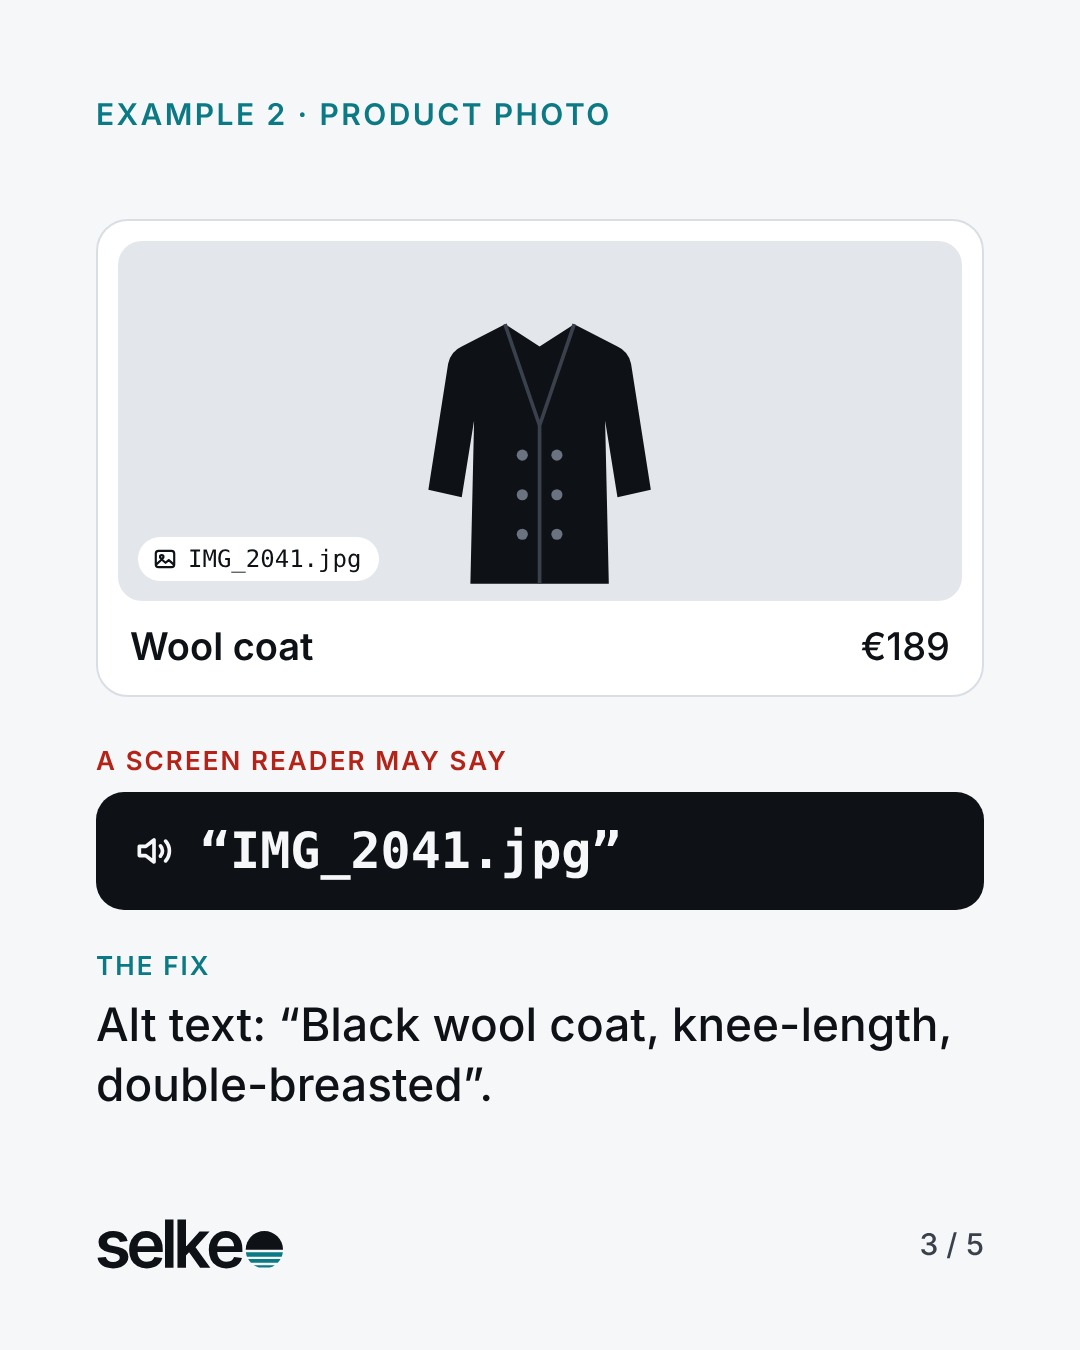 EXAMPLE 2 · PRODUCT PHOTO
IMG_2041.jpg
Wool coat
€189
A SCREEN READER MAY SAY
“IMG_2041.jpg”
THE FIX
Alt text: “Black wool coat, knee-length,
double-breasted”.
selkeo
3 / 5